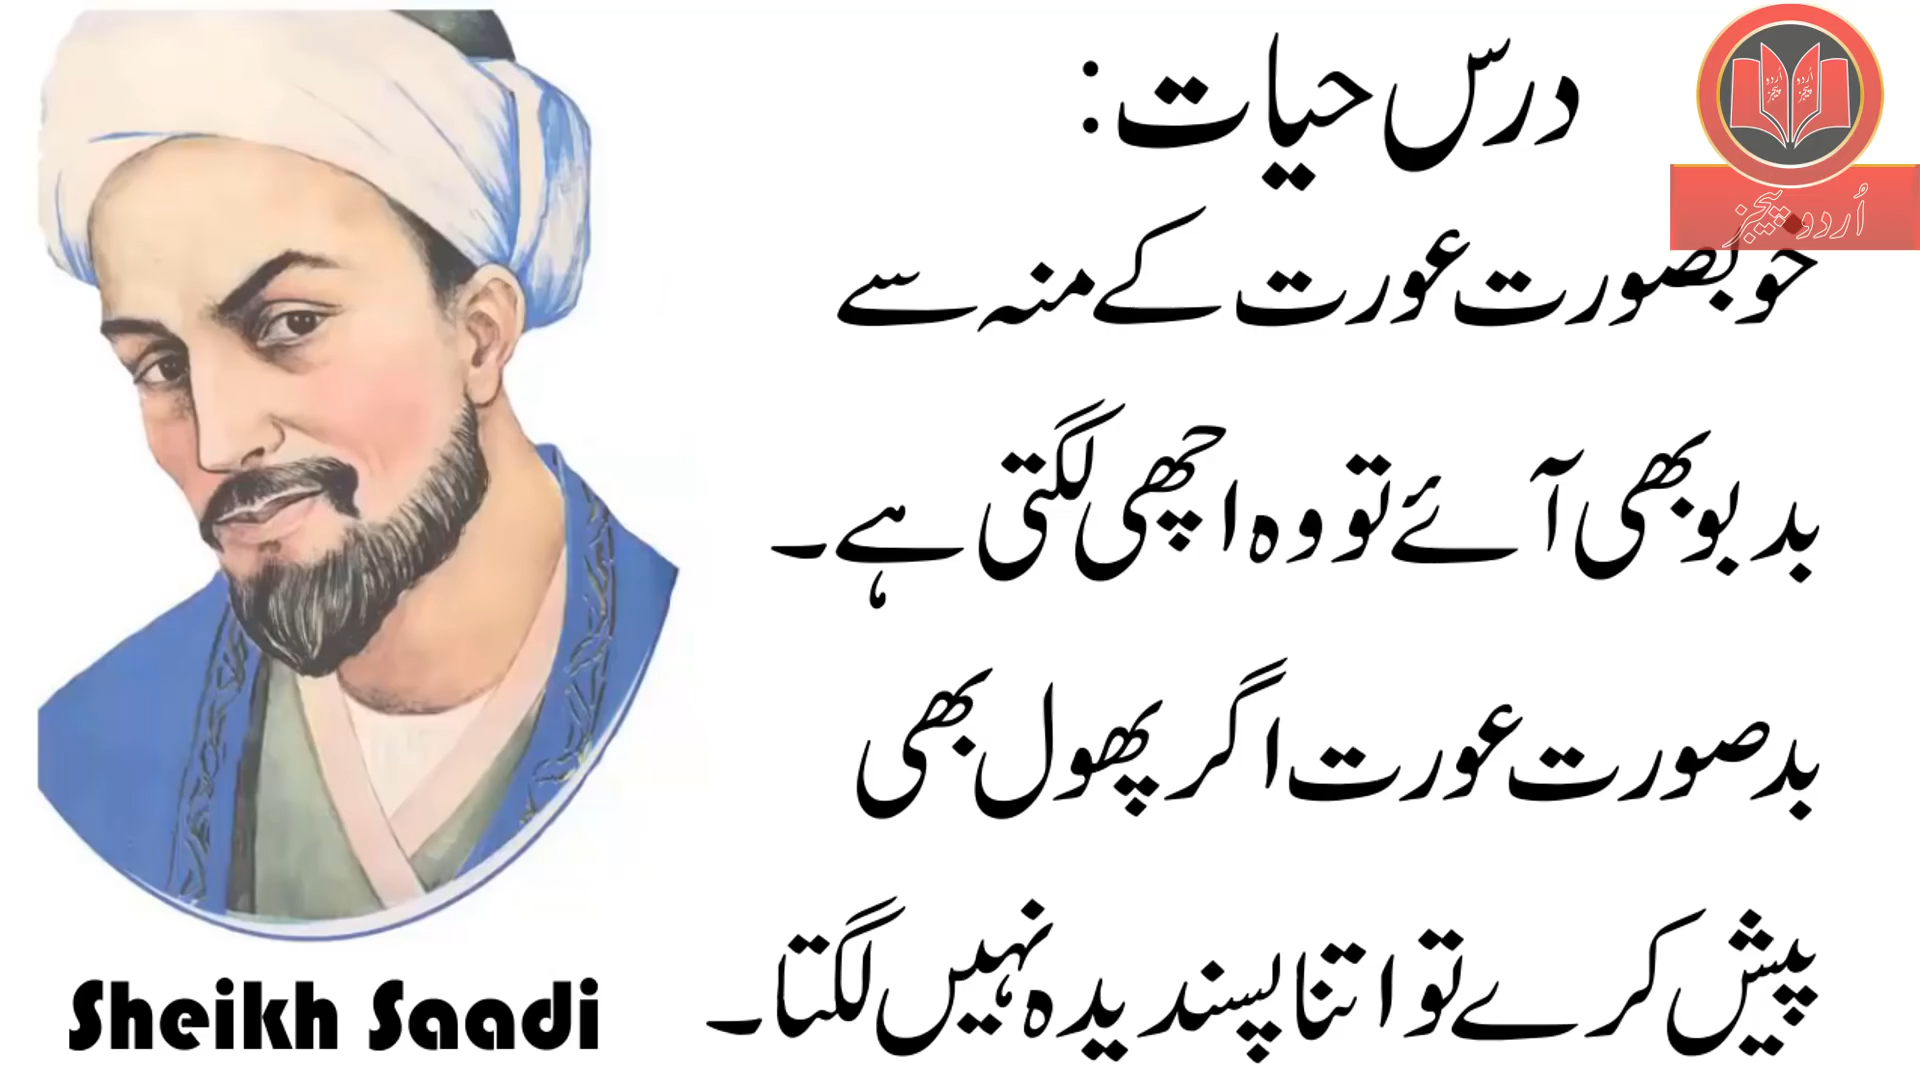 درس حیات:
اُردو پیجز
خوبصورت عورت کے منہ سے
بدبو بھی آئے تو وہ اچھی لگتی ہے۔
بدصورت عورت اگر پھول بھی
پیش کرے تو اتنا پسندیدہ نہیں لگتا۔
Sheikh Saadi